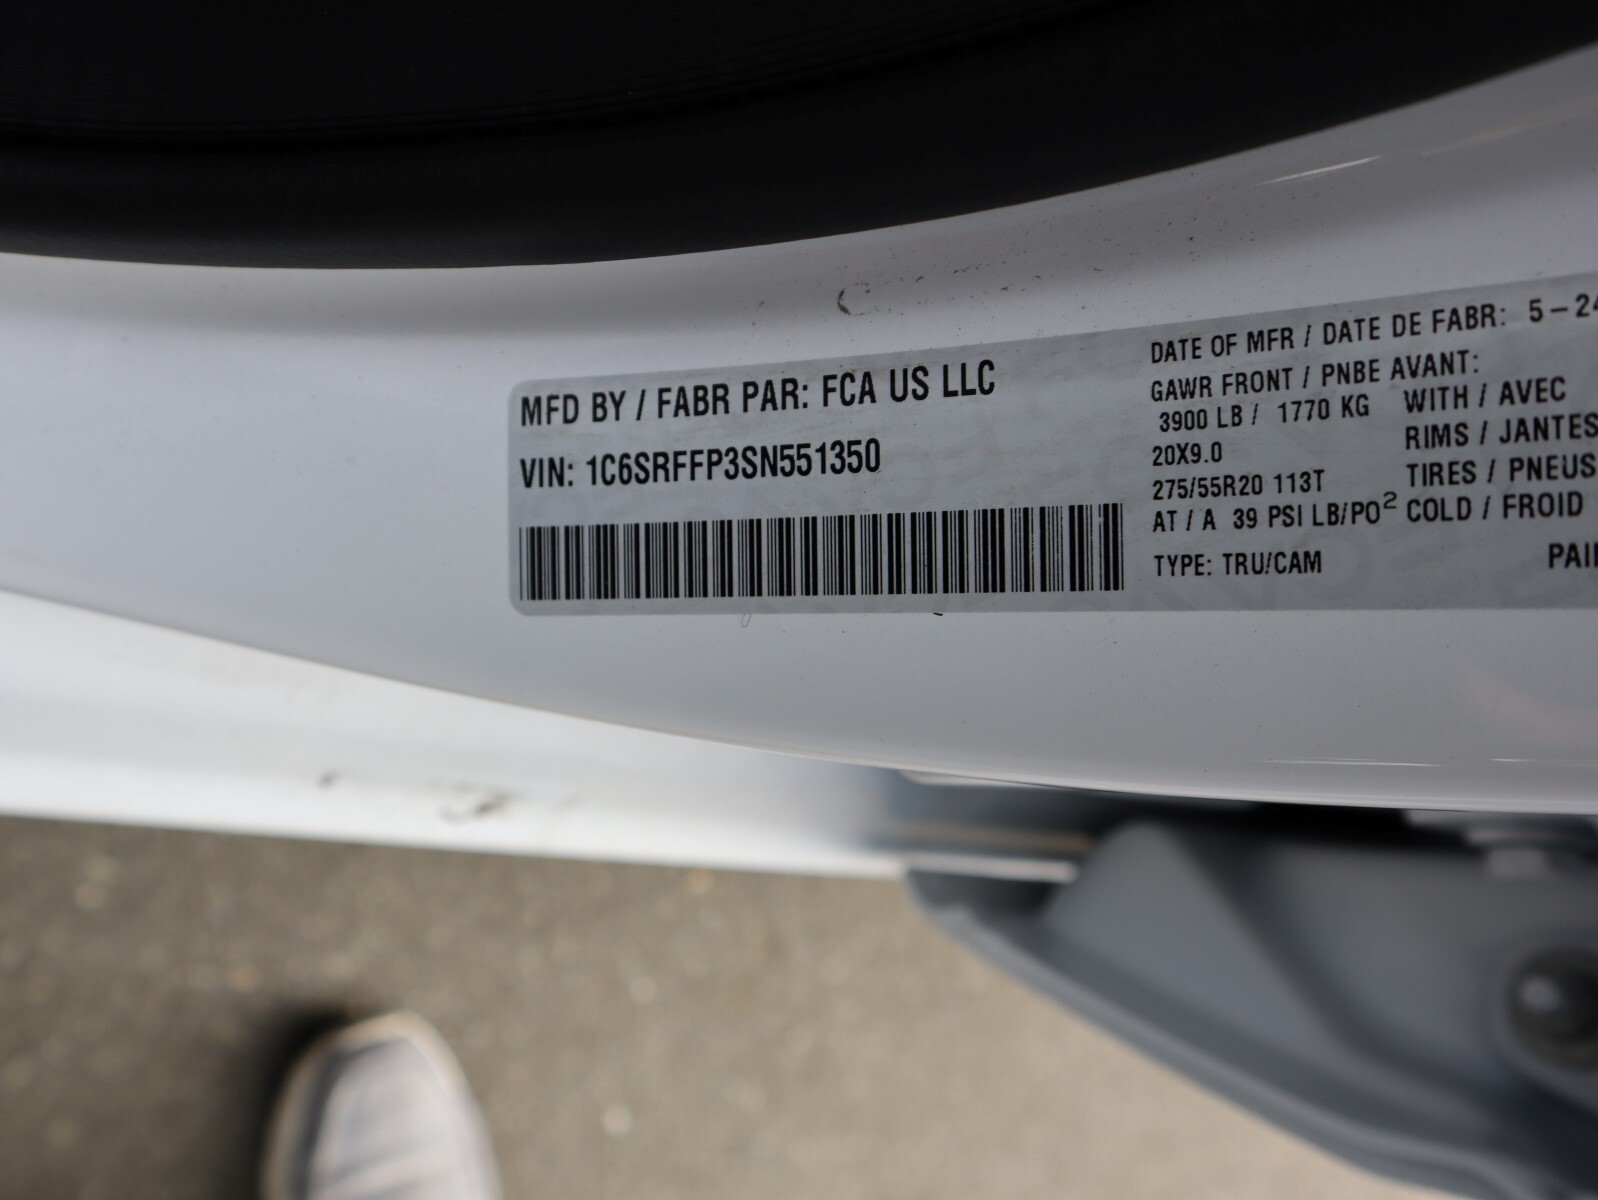 MFD BY / FABR PAR: FCA US LLC
VIN: 1C6SRFFP3SN551350
DATE OF MFR / DATE DE FABR: 5-24
GAWR FRONT / PNBE AVANT:
3900 LB / 1770 KG WITH / AVEC
20X9.0 RIMS / JANTES
275/55R20 113T TIRES / PNEUS
AT / A 39 PSI LB/PO² COLD / FROID
TYPE: TRU/CAM